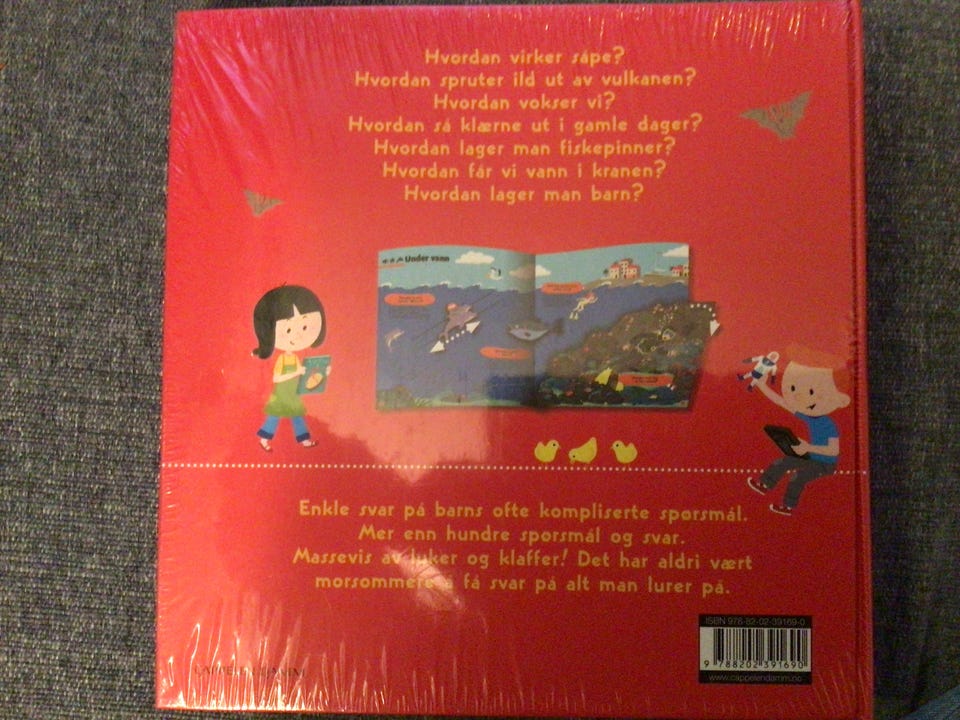 Hvordan virker såpe?
Hvordan spruter ild ut av vulkanen?
Hvordan vokser vi?
Hvordan så klærne ut i gamle dager?
Hvordan lager man fiskepinner?
Hvordan får vi vann i kranen?
Hvordan lager man barn?
Under vann
Enkle svar på barns ofte kompliserte spørsmål.
Mer enn hundre spørsmål og svar.
Massevis av luker og klaffer! Det har aldri vært
morsommere å få svar på alt man lurer på.
CAPPELEN DAMM
ISBN 978-82-02-39169-0
9 788202 391690
www.cappelendamm.no